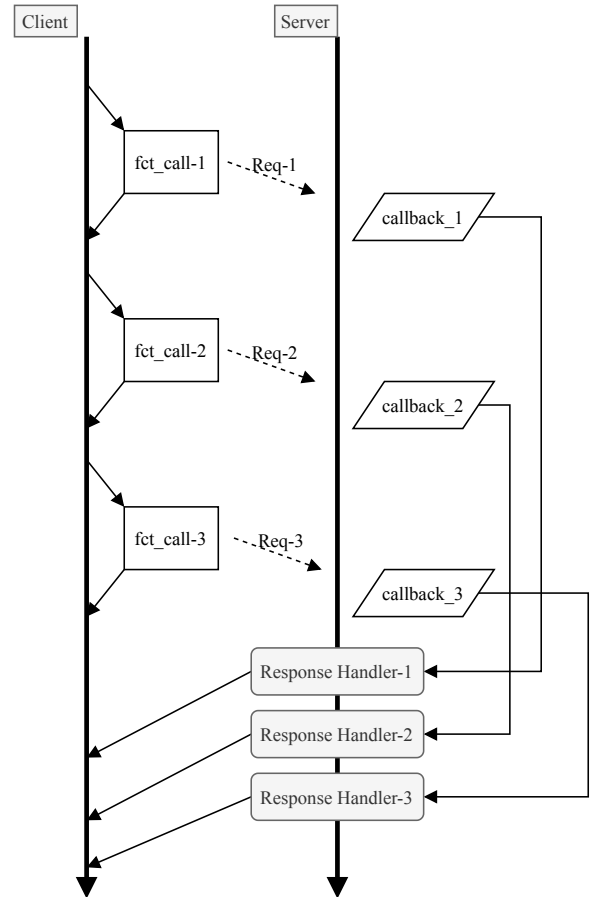 Client
Server
fct_call-1
Req-1
callback_1
fct_call-2
Req-2
callback_2
fct_call-3
Req-3
callback_3
Response Handler-1
Response Handler-2
Response Handler-3